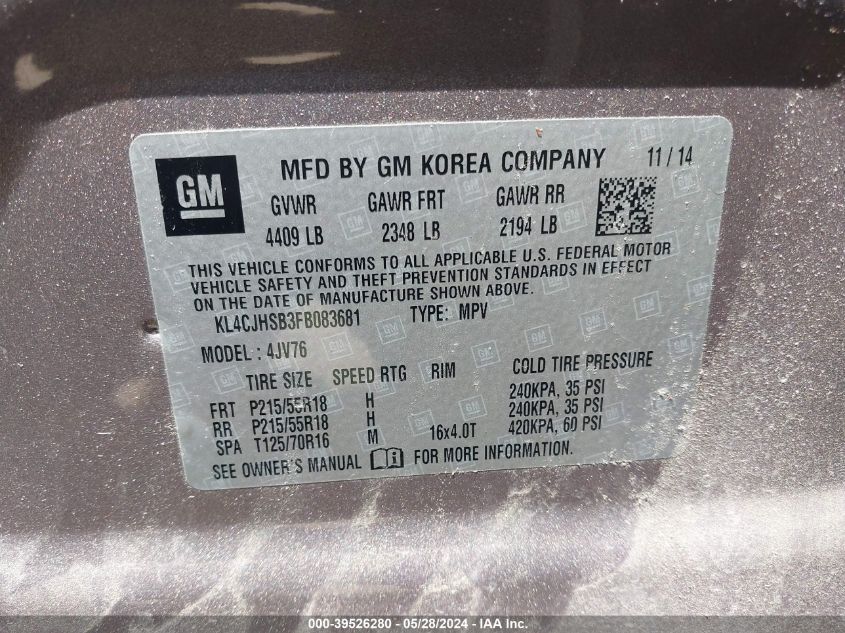 GM
MFD BY GM KOREA COMPANY 11 / 14
GVWR GAWR FRT GAWR RR
4409 LB 2348 LB 2194 LB
THIS VEHICLE CONFORMS TO ALL APPLICABLE U.S. FEDERAL MOTOR
VEHICLE SAFETY AND THEFT PREVENTION STANDARDS IN EFFECT
ON THE DATE OF MANUFACTURE SHOWN ABOVE.
KL4CJHSB3FB083681 TYPE: MPV
MODEL : 4JV76
TIRE SIZE SPEED RTG RIM COLD TIRE PRESSURE
FRT P215/55R18 H 240KPA, 35 PSI
RR P215/55R18 H 240KPA, 35 PSI
SPA T125/70R16 M 16x4.0T 420KPA, 60 PSI
SEE OWNER'S MANUAL FOR MORE INFORMATION.
000-39526280 - 05/28/2024 - IAA Inc.